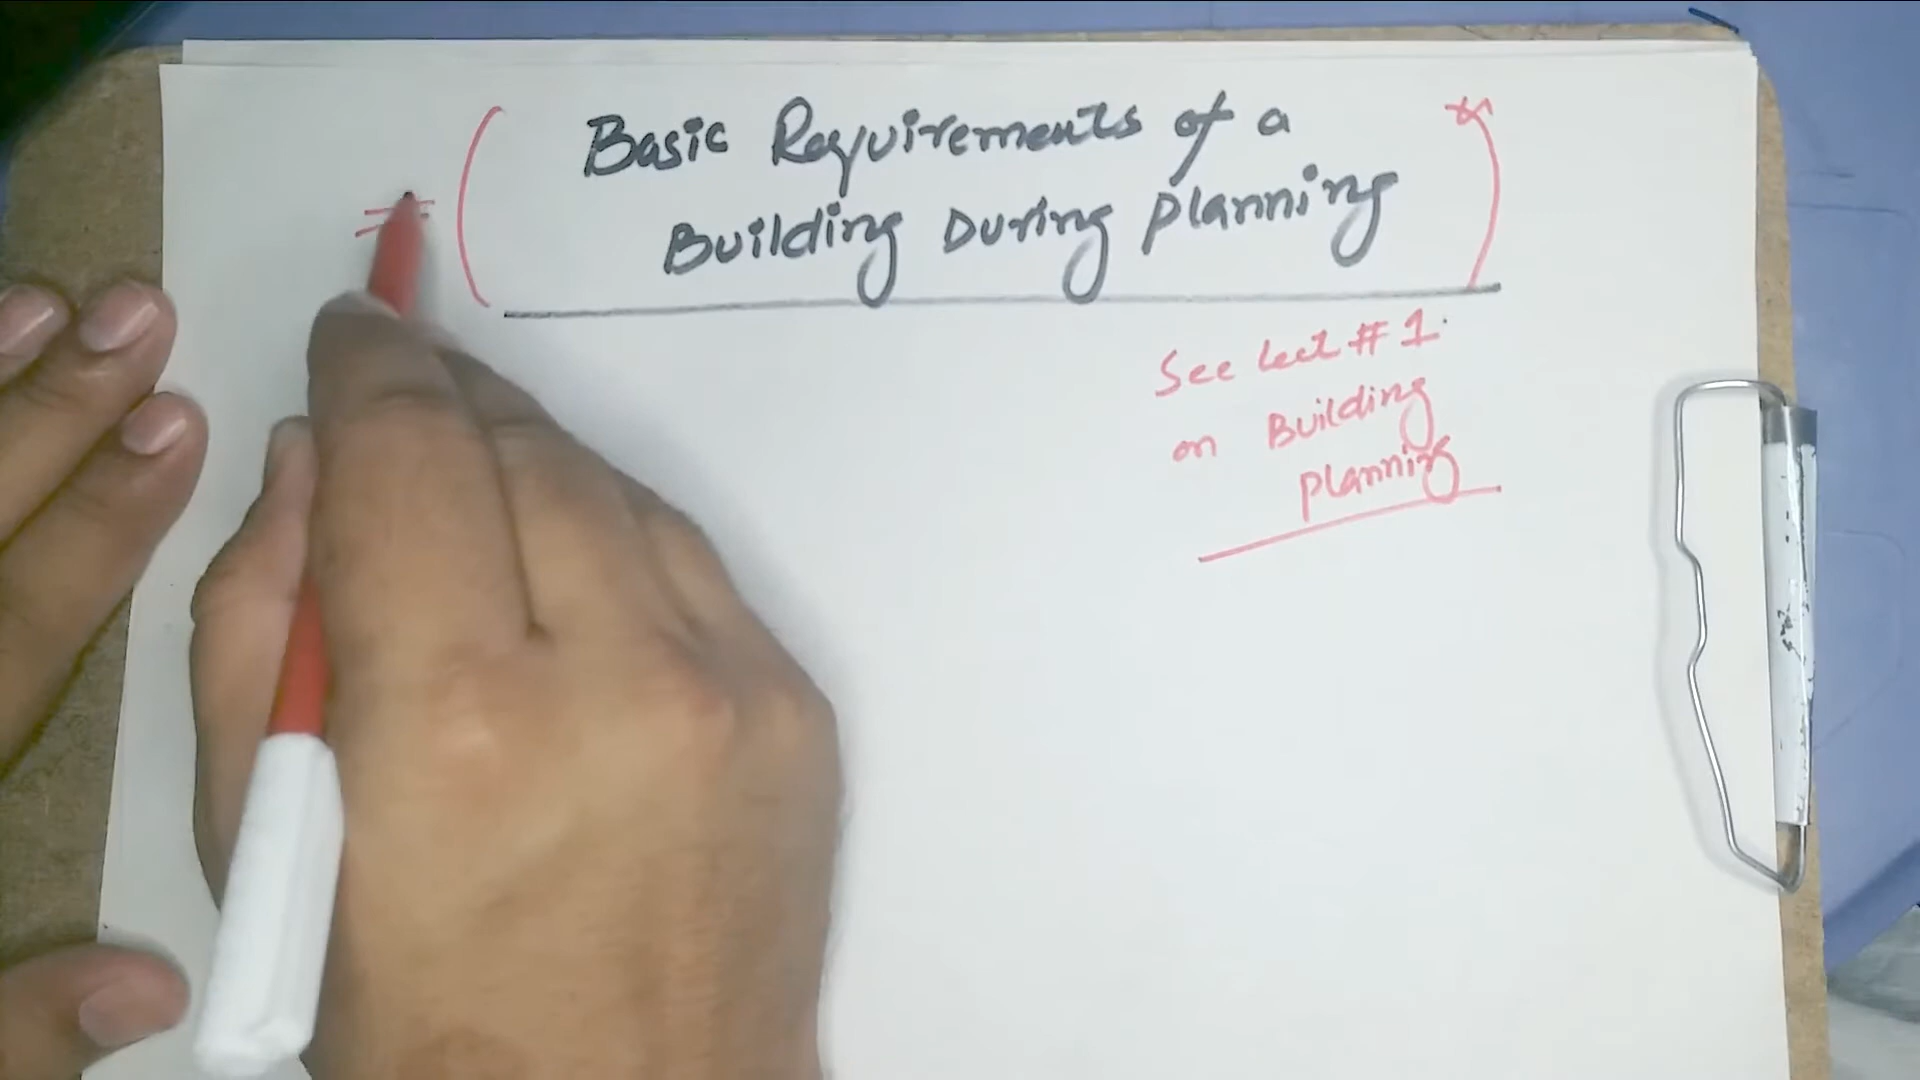 Basic Requirements of a
Building During planning
See Lect # 1
on Building
planning